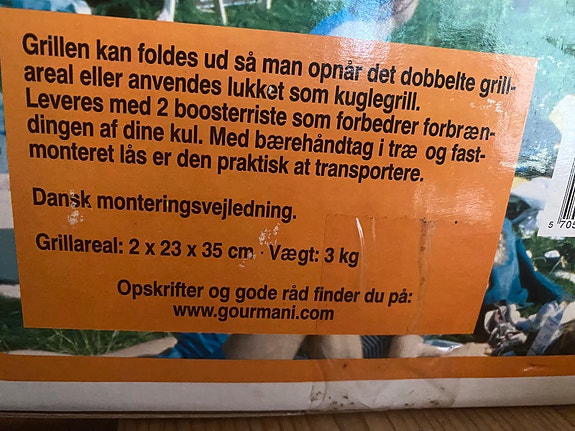 Grillen kan foldes ud så man opnår det dobbelte grill-
areal eller anvendes lukket som kuglegrill.
Leveres med 2 boosterriste som forbedrer forbræn-
dingen af dine kul. Med bærehåndtag i træ og fast-
monteret lås er den praktisk at transportere.
Dansk monteringsvejledning.
Grillareal: 2 x 23 x 35 cm · Vægt: 3 kg
Opskrifter og gode råd finder du på:
www.gourmani.com
5 705